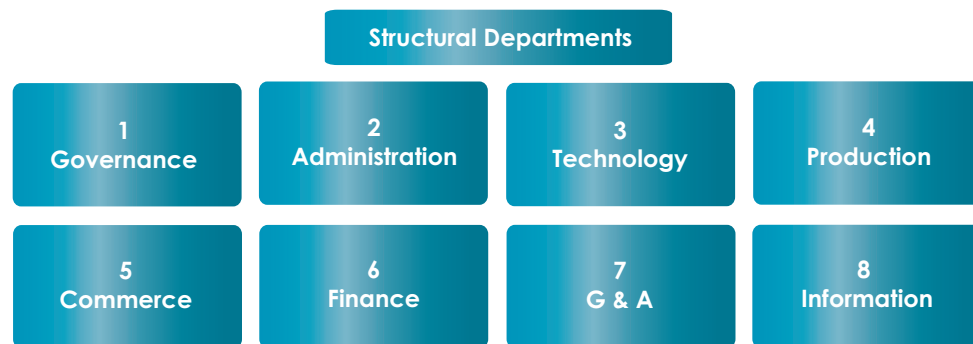 Structural Departments
1
Governance
2
Administration
3
Technology
4
Production
5
Commerce
6
Finance
7
G & A
8
Information